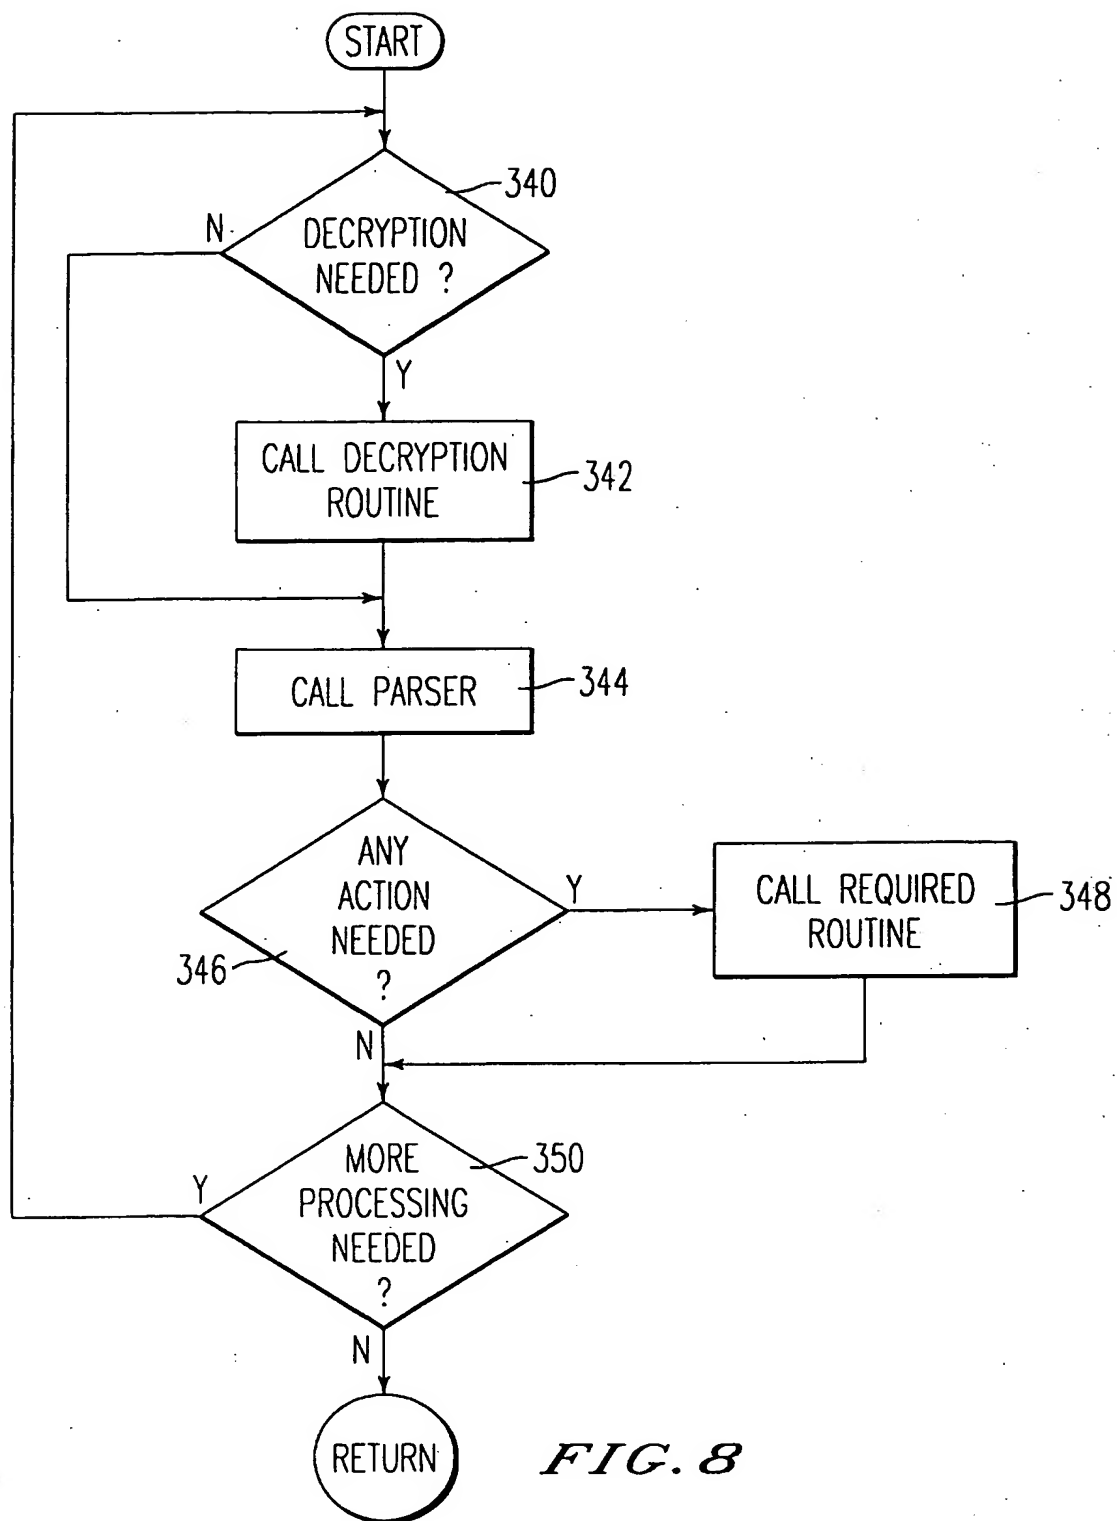 START
340
N
DECRYPTION
NEEDED ?
Y
CALL DECRYPTION
ROUTINE
342
CALL PARSER
344
ANY
ACTION
NEEDED
?
346
Y
CALL REQUIRED
ROUTINE
348
N
MORE
PROCESSING
NEEDED
?
350
Y
N
RETURN
FIG. 8